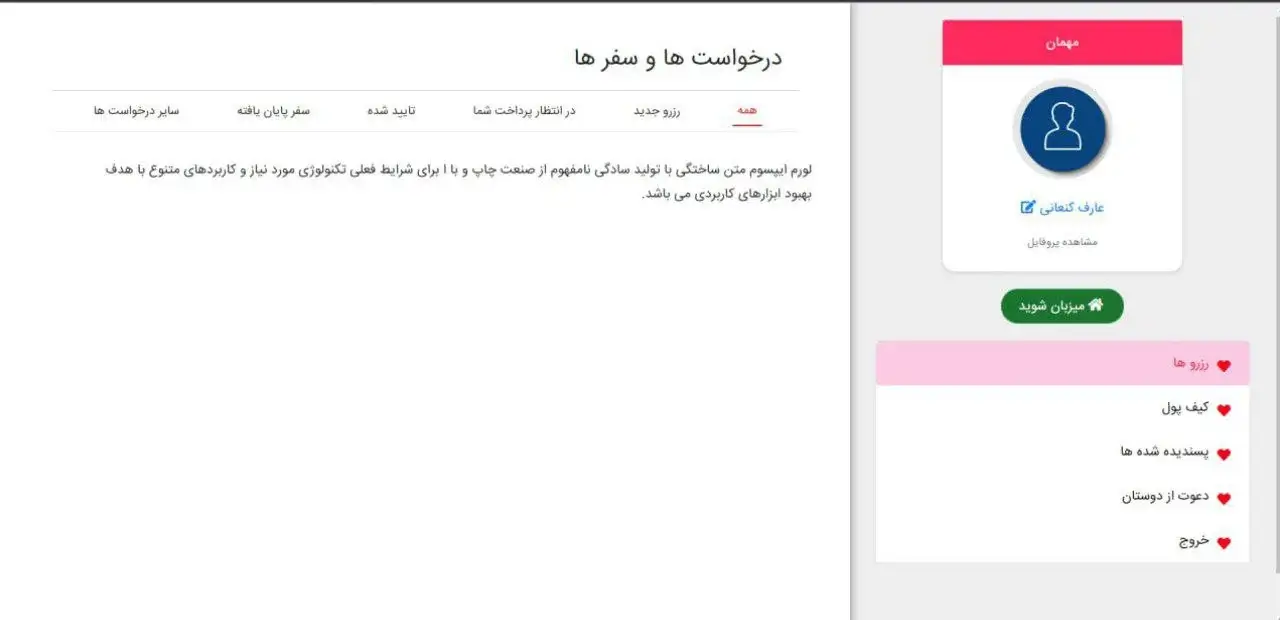 مهمان
عارف کنعانی
مشاهده پروفایل
میزبان شوید
رزرو ها
کیف پول
پسندیده شده ها
دعوت از دوستان
خروج
درخواست ها و سفر ها
همه رزرو جدید در انتظار پرداخت شما تایید شده سفر پایان یافته سایر درخواست ها
لورم ایپسوم متن ساختگی با تولید سادگی نامفهوم از صنعت چاپ و با ا برای شرایط فعلی تکنولوژی مورد نیاز و کاربردهای متنوع با هدف
بهبود ابزارهای کاربردی می باشد.